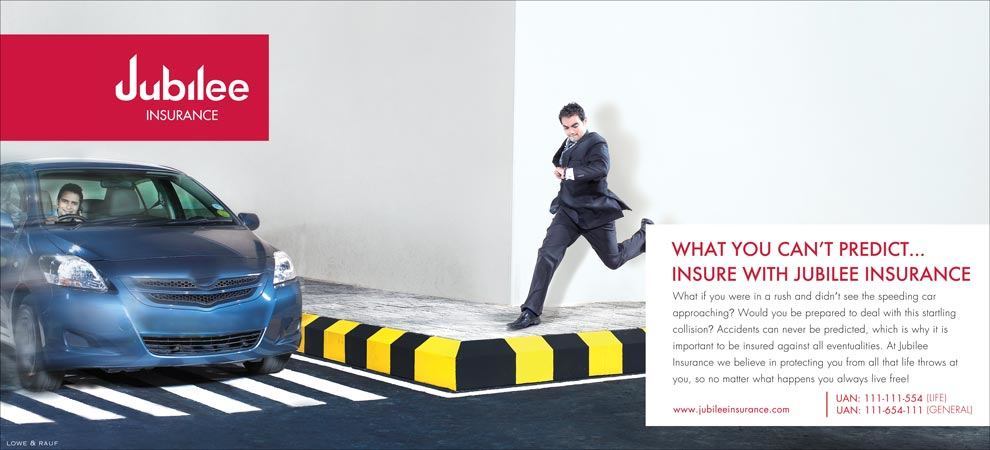 Jubilee
INSURANCE
WHAT YOU CAN'T PREDICT...
INSURE WITH JUBILEE INSURANCE
What if you were in a rush and didn't see the speeding car
approaching? Would you be prepared to deal with this startling
collision? Accidents can never be predicted, which is why it is
important to be insured against all eventualities. At Jubilee
Insurance we believe in protecting you from all that life throws at
you, so no matter what happens you always live free!
www.jubileeinsurance.com
UAN: 111-111-554 (LIFE)
UAN: 111-654-111 (GENERAL)
LOWE & RAUF